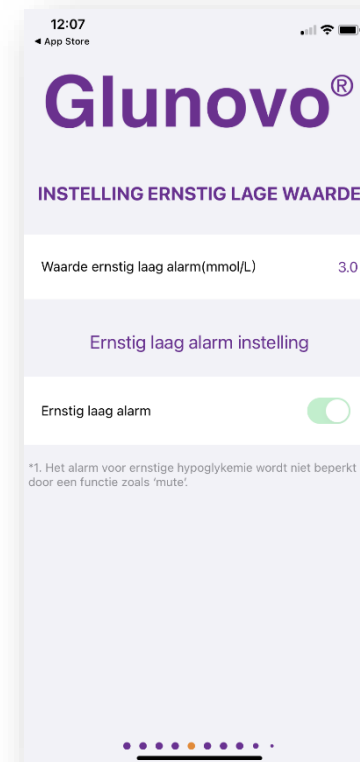 12:07
◀ App Store
Glunovo®
INSTELLING ERNSTIG LAGE WAARDE
Waarde ernstig laag alarm(mmol/L) 3.0
Ernstig laag alarm instelling
Ernstig laag alarm
*1. Het alarm voor ernstige hypoglykemie wordt niet beperkt
door een functie zoals ‘mute’.